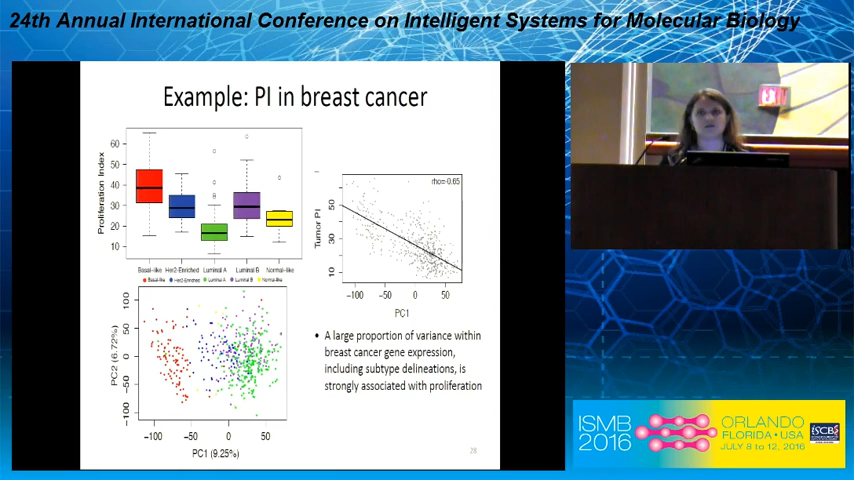 24th Annual International Conference on Intelligent Systems for Molecular Biology
Example: PI in breast cancer
Proliferation Index
60
50
40
30
20
10
Basal-like Her2-Enriched Luminal A Luminal B Normal-like
Basal-like Her2-Enriched Luminal A Luminal B Normal-like
rho=-0.65
Tumor PI
50
30
10
-100 -50 0 50
PC1
PC2 (6.72%)
100
50
0
-50
-100
-100 -50 0 50
PC1 (9.25%)
• A large proportion of variance within
breast cancer gene expression,
including subtype delineations, is
strongly associated with proliferation
28
ISMB
2016
ORLANDO
FLORIDA • USA
JULY 8 to 12, 2016
ISCB